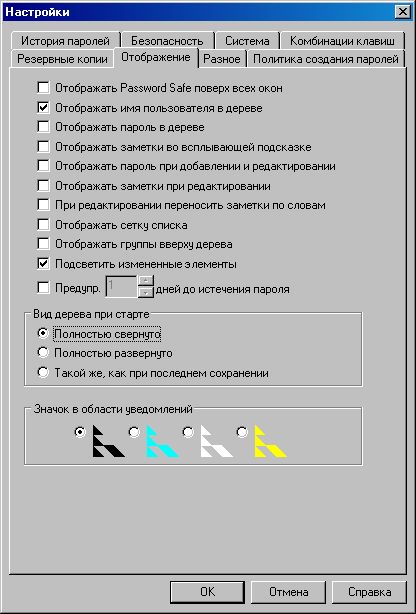 Настройки
История паролей Безопасность Система Комбинации клавиш
Резервные копии Отображение Разное Политика создания паролей
Отображать Password Safe поверх всех окон
Отображать имя пользователя в дереве
Отображать пароль в дереве
Отображать заметки во всплывающей подсказке
Отображать пароль при добавлении и редактировании
Отображать заметки при редактировании
При редактировании переносить заметки по словам
Отображать сетку списка
Отображать группы вверху дерева
Подсветить измененные элементы
Предупр. 1 дней до истечения пароля
Вид дерева при старте
Полностью свернуто
Полностью развернуто
Такой же, как при последнем сохранении
Значок в области уведомлений
OK Отмена Справка